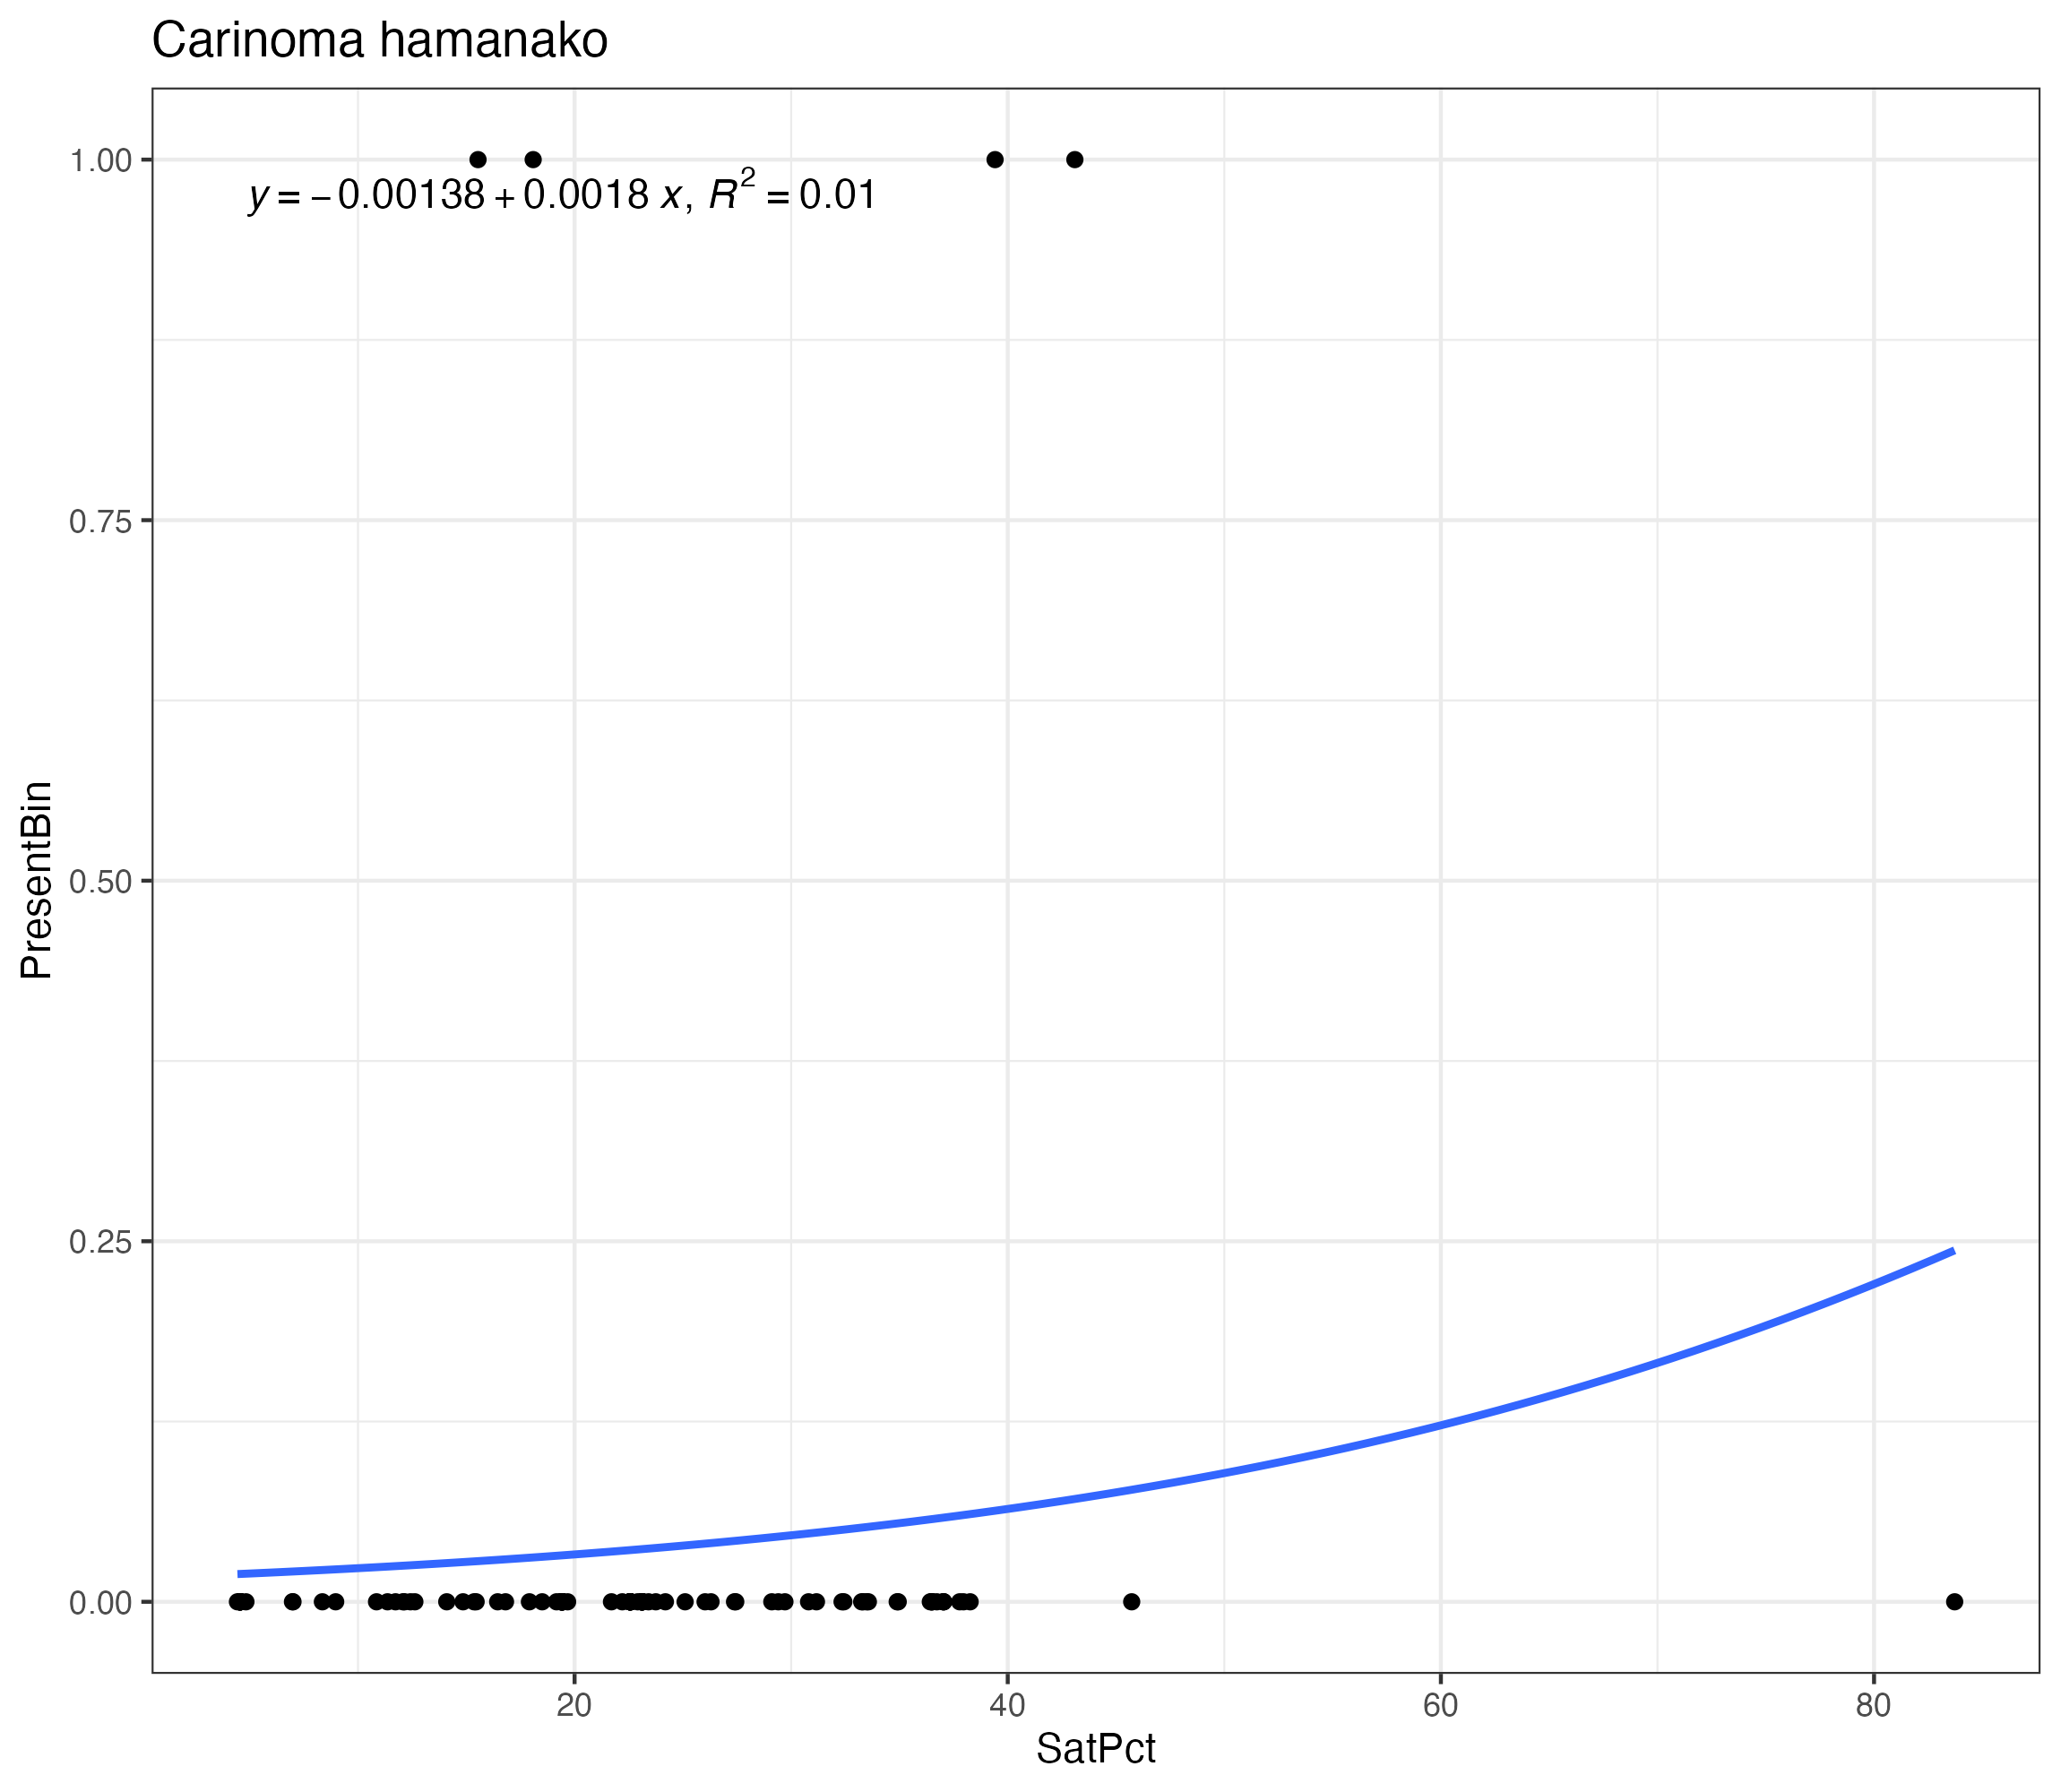 Carinoma hamanako
y = −0.00138 + 0.0018 x, R² = 0.01
1.00
0.75
0.50
0.25
0.00
PresentBin
20 40 60 80
SatPct